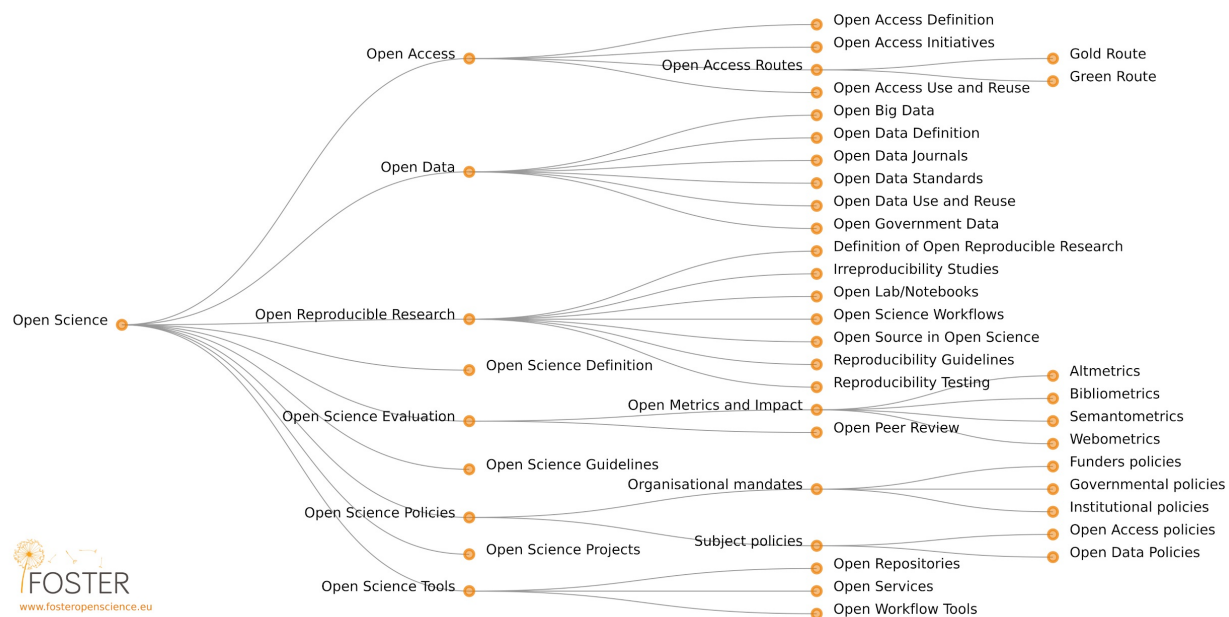 Open Science
Open Access
Open Access Definition
Open Access Initiatives
Open Access Routes
Gold Route
Green Route
Open Access Use and Reuse
Open Data
Open Big Data
Open Data Definition
Open Data Journals
Open Data Standards
Open Data Use and Reuse
Open Government Data
Open Reproducible Research
Definition of Open Reproducible Research
Irreproducibility Studies
Open Lab/Notebooks
Open Science Workflows
Open Source in Open Science
Reproducibility Guidelines
Reproducibility Testing
Open Science Definition
Open Science Evaluation
Open Metrics and Impact
Altmetrics
Bibliometrics
Semantometrics
Webometrics
Open Peer Review
Open Science Guidelines
Open Science Policies
Organisational mandates
Funders policies
Governmental policies
Institutional policies
Subject policies
Open Access policies
Open Data Policies
Open Science Projects
Open Science Tools
Open Repositories
Open Services
Open Workflow Tools
FOSTER
www.fosteropenscience.eu